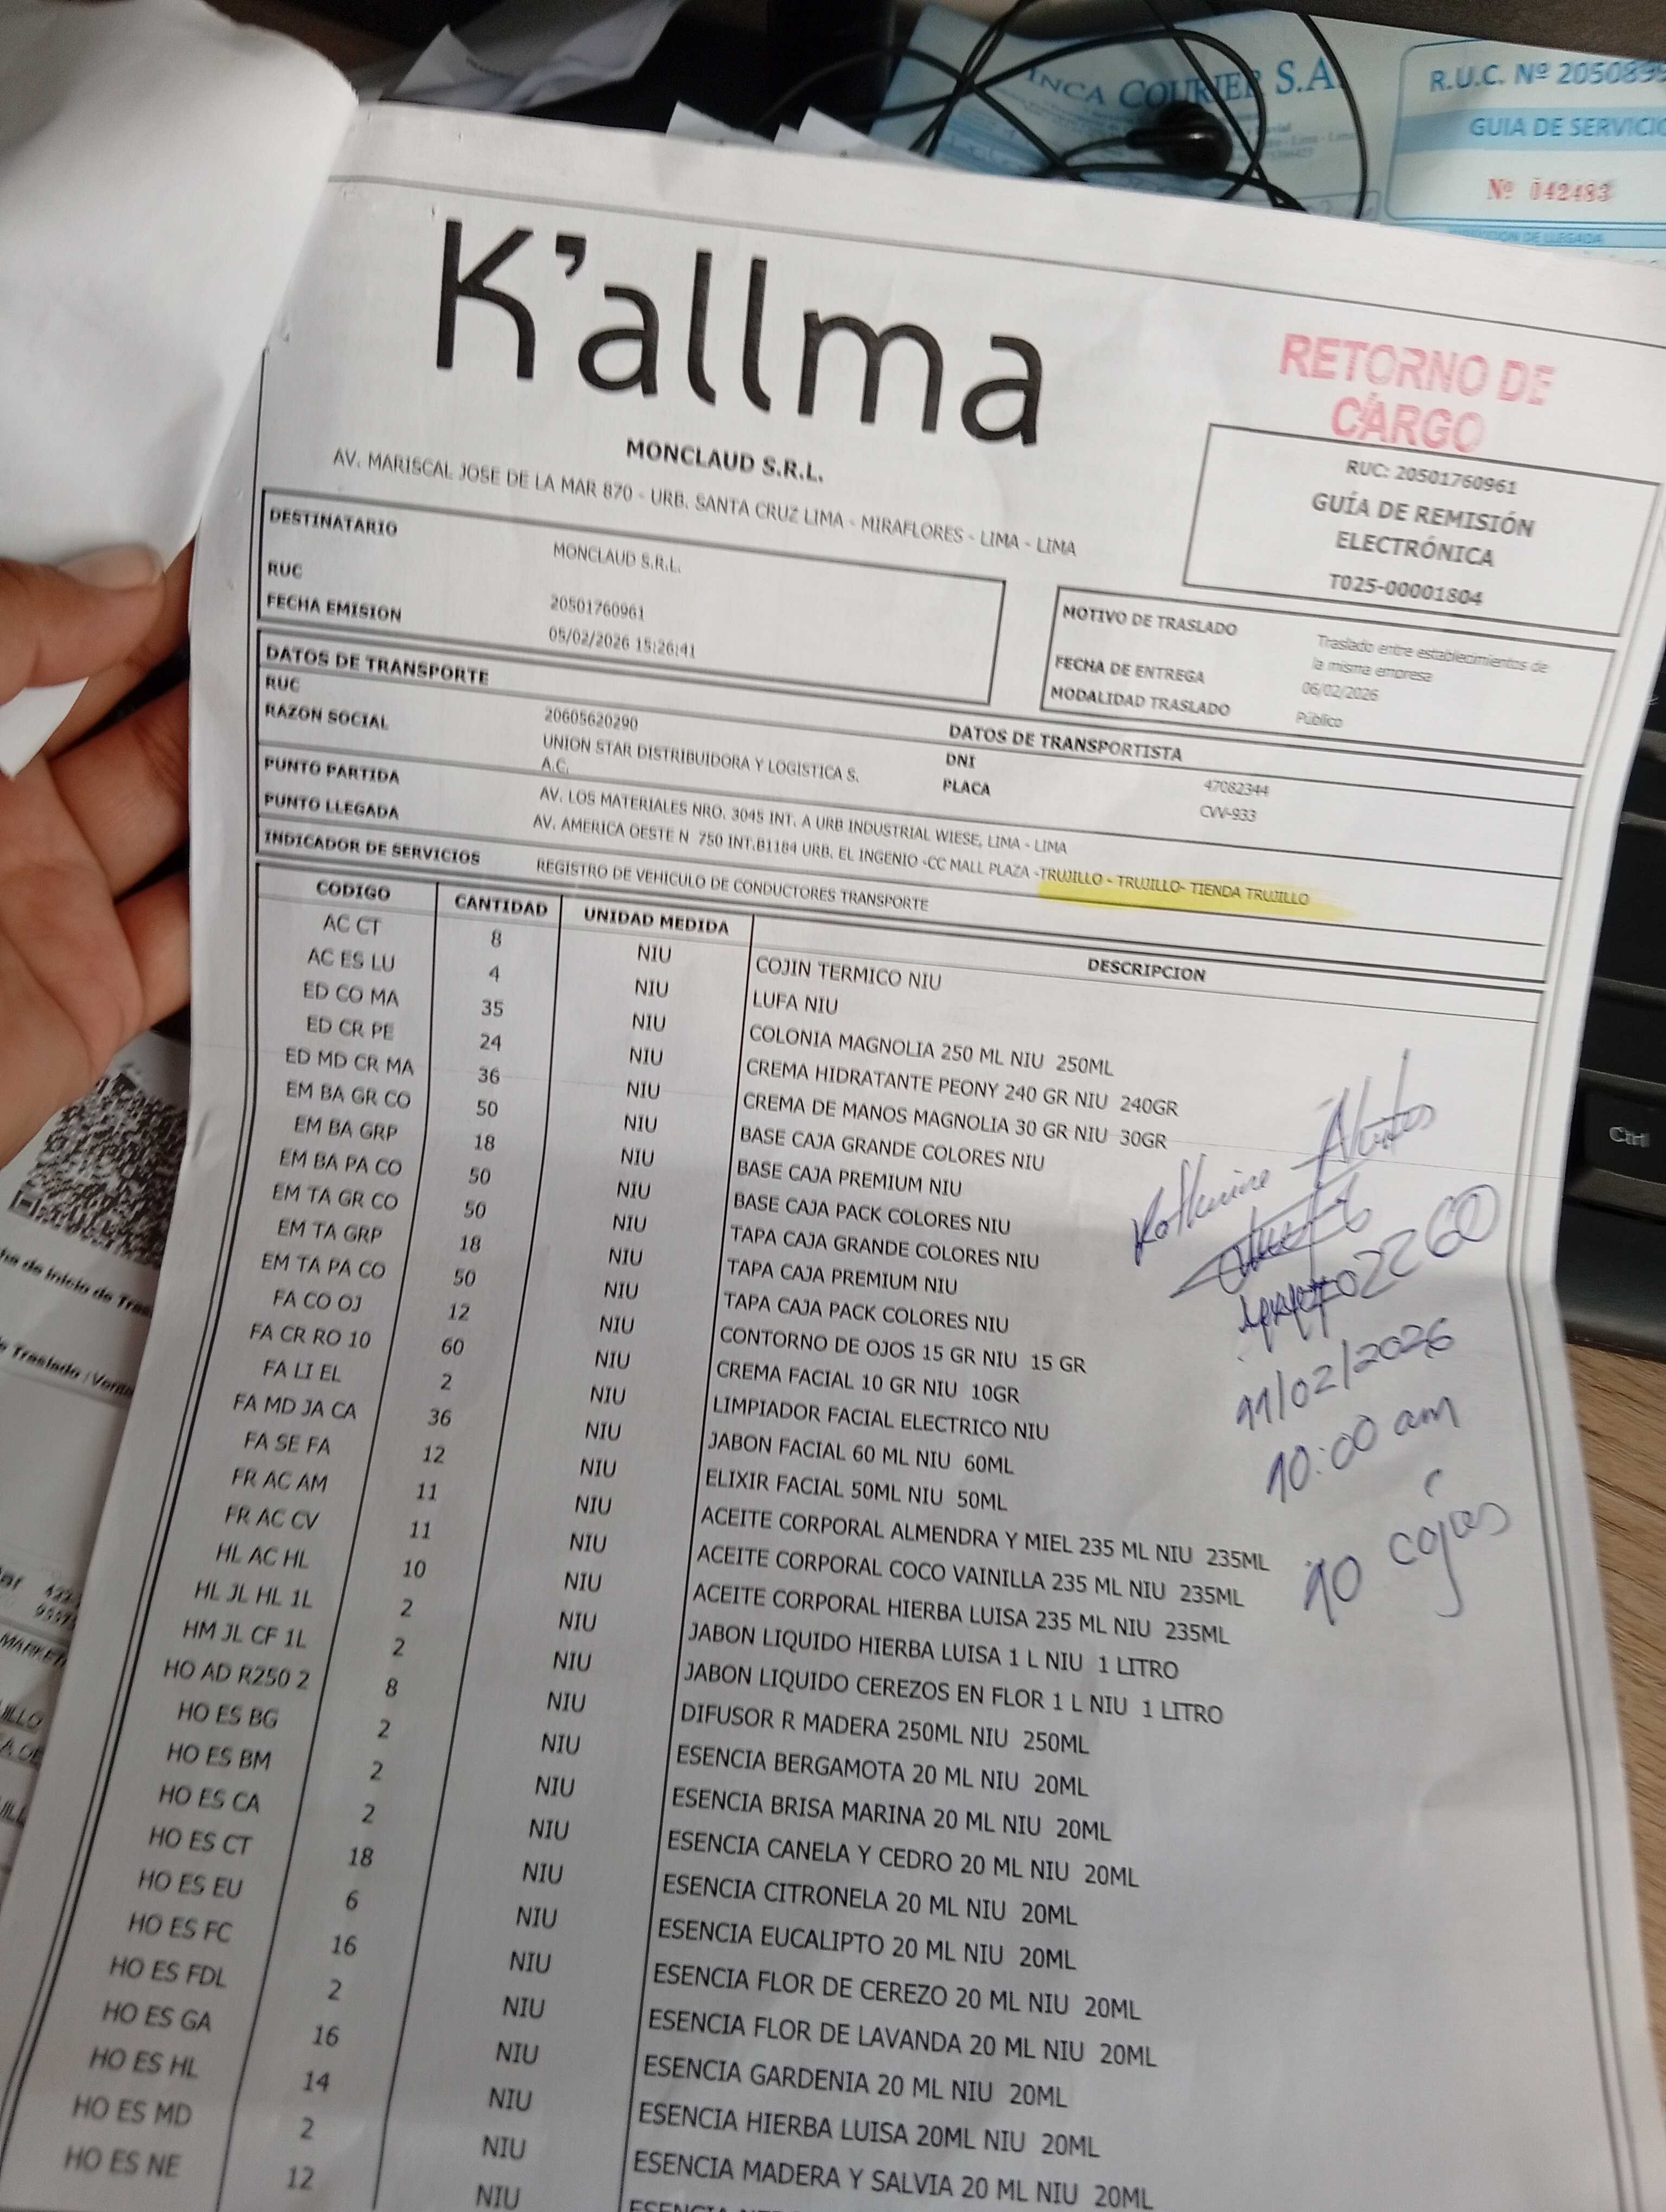 INCA COURIER S.A.
R.U.C. Nº 2050899
GUIA DE SERVICIO
Nº 042483
K'allma
RETORNO DE
CARGO
MONCLAUD S.R.L.
AV. MARISCAL JOSE DE LA MAR 870 - URB. SANTA CRUZ LIMA - MIRAFLORES - LIMA - LIMA
RUC: 20501760961
GUÍA DE REMISIÓN
ELECTRÓNICA
T025-00001804
DESTINATARIO MONCLAUD S.R.L.
RUC 20501760961
FECHA EMISION 05/02/2026 15:26:41
MOTIVO DE TRASLADO Traslado entre establecimientos de
la misma empresa
FECHA DE ENTREGA 06/02/2026
MODALIDAD TRASLADO Público
DATOS DE TRANSPORTE
RUC 20605620290
RAZON SOCIAL UNION STAR DISTRIBUIDORA Y LOGISTICA S.
A.C.
DATOS DE TRANSPORTISTA
DNI 47082344
PLACA CVV-933
PUNTO PARTIDA AV. LOS MATERIALES NRO. 3045 INT. A URB INDUSTRIAL WIESE, LIMA - LIMA
PUNTO LLEGADA AV. AMERICA OESTE N 750 INT.B1184 URB. EL INGENIO -CC MALL PLAZA -TRUJILLO - TRUJILLO- TIENDA TRUJILLO
INDICADOR DE SERVICIOS REGISTRO DE VEHICULO DE CONDUCTORES TRANSPORTE
CODIGO CANTIDAD UNIDAD MEDIDA DESCRIPCION
AC CT 8 NIU COJIN TERMICO NIU
AC ES LU 4 NIU LUFA NIU
ED CO MA 35 NIU COLONIA MAGNOLIA 250 ML NIU 250ML
ED CR PE 24 NIU CREMA HIDRATANTE PEONY 240 GR NIU 240GR
ED MD CR MA 36 NIU CREMA DE MANOS MAGNOLIA 30 GR NIU 30GR
EM BA GR CO 50 NIU BASE CAJA GRANDE COLORES NIU
EM BA GRP 18 NIU BASE CAJA PREMIUM NIU
EM BA PA CO 50 NIU BASE CAJA PACK COLORES NIU
EM TA GR CO 50 NIU TAPA CAJA GRANDE COLORES NIU
EM TA GRP 18 NIU TAPA CAJA PREMIUM NIU
EM TA PA CO 50 NIU TAPA CAJA PACK COLORES NIU
FA CO OJ 12 NIU CONTORNO DE OJOS 15 GR NIU 15 GR
FA CR RO 10 60 NIU CREMA FACIAL 10 GR NIU 10GR
FA LI EL 2 NIU LIMPIADOR FACIAL ELECTRICO NIU
FA MD JA CA 36 NIU JABON FACIAL 60 ML NIU 60ML
FA SE FA 12 NIU ELIXIR FACIAL 50ML NIU 50ML
FR AC AM 11 NIU ACEITE CORPORAL ALMENDRA Y MIEL 235 ML NIU 235ML
FR AC CV 11 NIU ACEITE CORPORAL COCO VAINILLA 235 ML NIU 235ML
HL AC HL 10 NIU ACEITE CORPORAL HIERBA LUISA 235 ML NIU 235ML
HL JL HL 1L 2 NIU JABON LIQUIDO HIERBA LUISA 1 L NIU 1 LITRO
HM JL CF 1L 2 NIU JABON LIQUIDO CEREZOS EN FLOR 1 L NIU 1 LITRO
HO AD R250 2 8 NIU DIFUSOR R MADERA 250ML NIU 250ML
HO ES BG 2 NIU ESENCIA BERGAMOTA 20 ML NIU 20ML
HO ES BM 2 NIU ESENCIA BRISA MARINA 20 ML NIU 20ML
HO ES CA 2 NIU ESENCIA CANELA Y CEDRO 20 ML NIU 20ML
HO ES CT 18 NIU ESENCIA CITRONELA 20 ML NIU 20ML
HO ES EU 6 NIU ESENCIA EUCALIPTO 20 ML NIU 20ML
HO ES FC 16 NIU ESENCIA FLOR DE CEREZO 20 ML NIU 20ML
HO ES FDL 2 NIU ESENCIA FLOR DE LAVANDA 20 ML NIU 20ML
HO ES GA 16 NIU ESENCIA GARDENIA 20 ML NIU 20ML
HO ES HL 14 NIU ESENCIA HIERBA LUISA 20ML NIU 20ML
HO ES MD 2 NIU ESENCIA MADERA Y SALVIA 20 ML NIU 20ML
HO ES NE 12 NIU
Katherine
11/02/2026
10:00 am
10 cajas
Ctrl